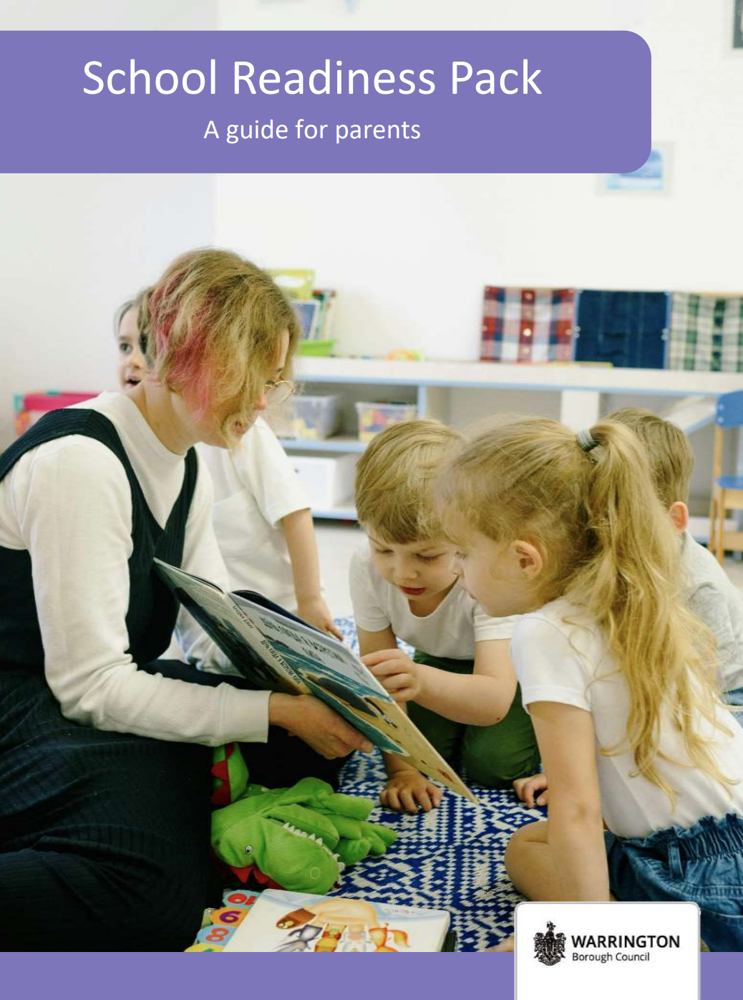 School Readiness Pack
A guide for parents
WARRINGTON
Borough Council